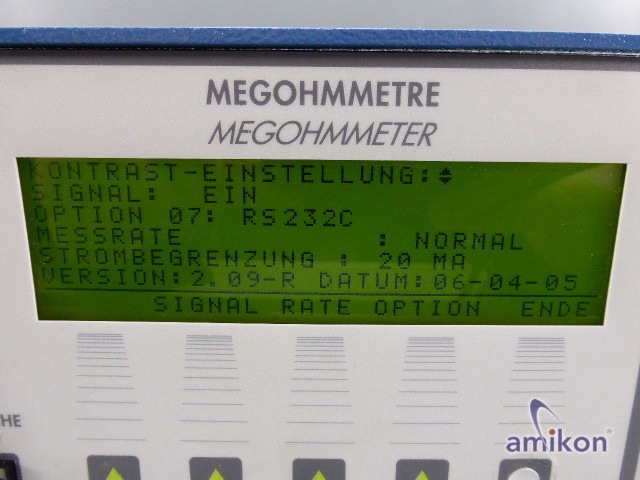 MEGOHMMETRE
MEGOHMMETER
KONTRAST-EINSTELLUNG:
SIGNAL: EIN
OPTION 07: RS232C
MESSRATE : NORMAL
STROMBEGRENZUNG : 20 MA
VERSION:2.09-R DATUM:06-04-05
SIGNAL RATE OPTION ENDE
HE
amikon®